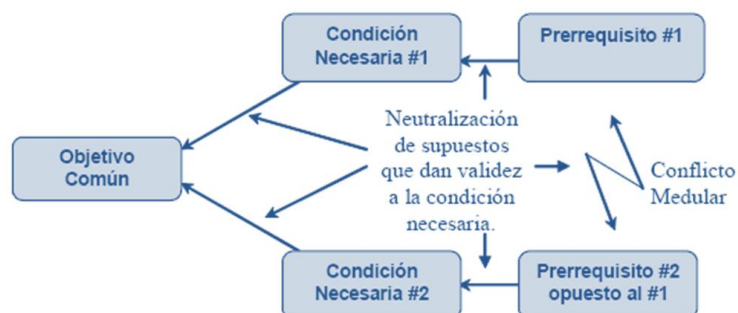 Condición
Necesaria #1
Prerrequisito #1
Neutralización
de supuestos
que dan validez
a la condición
necesaria.
Objetivo
Común
Conflicto
Medular
Condición
Necesaria #2
Prerrequisito #2
opuesto al #1